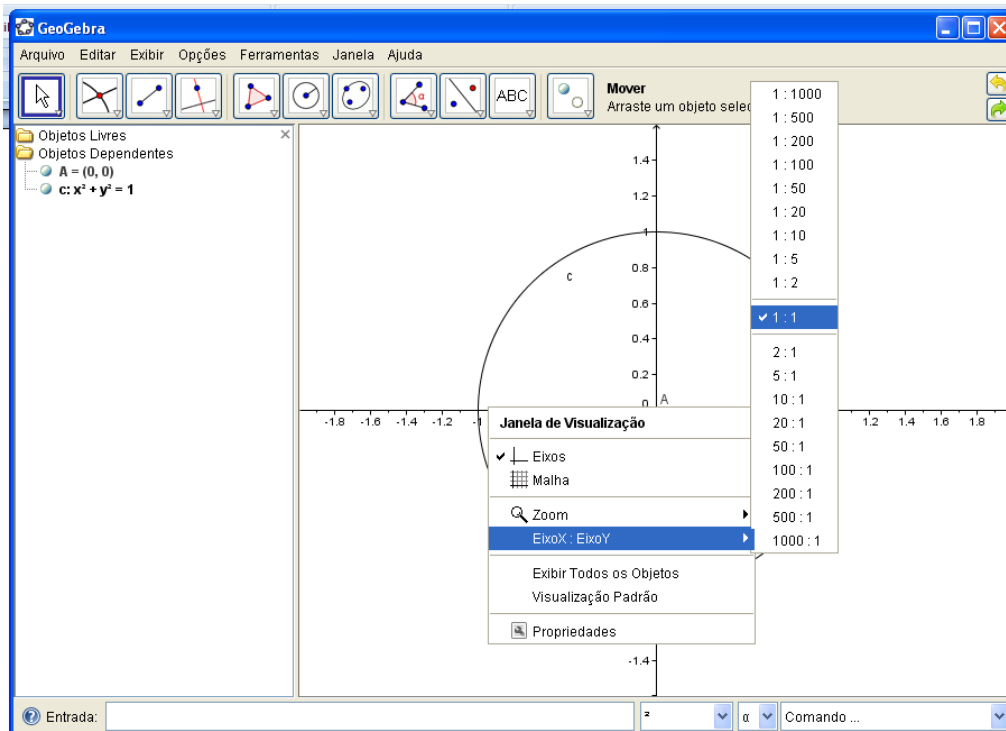 GeoGebra
Arquivo Editar Exibir Opções Ferramentas Janela Ajuda
ABC
Mover
Arraste um objeto selec
Objetos Livres
Objetos Dependentes
A = (0, 0)
c: x² + y² = 1
1.4
1.2
1
0.8
0.6
0.4
0.2
0
A
c
-1.8 -1.6 -1.4 -1.2 -1
1.2 1.4 1.6 1.8
-1.4
Janela de Visualização
Eixos
Malha
Zoom
EixoX : EixoY
Exibir Todos os Objetos
Visualização Padrão
Propriedades
1 : 1000
1 : 500
1 : 200
1 : 100
1 : 50
1 : 20
1 : 10
1 : 5
1 : 2
1 : 1
2 : 1
5 : 1
10 : 1
20 : 1
50 : 1
100 : 1
200 : 1
500 : 1
1000 : 1
Entrada: ² α Comando ...